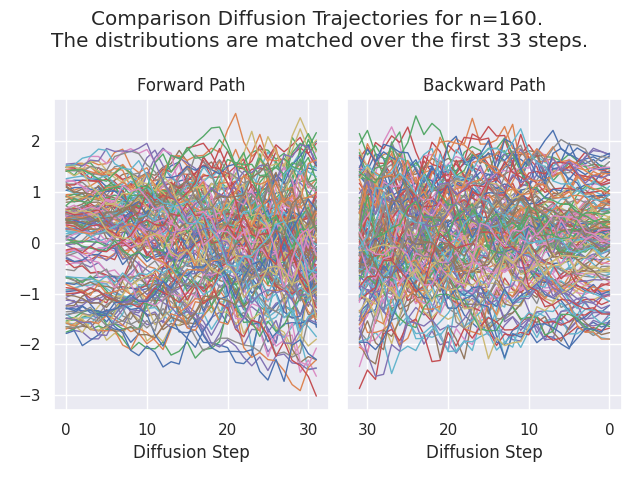 Comparison Diffusion Trajectories for n=160.
The distributions are matched over the first 33 steps.
Forward Path
Backward Path
2
1
0
−1
−2
−3
0
10
20
30
30
20
10
0
Diffusion Step
Diffusion Step